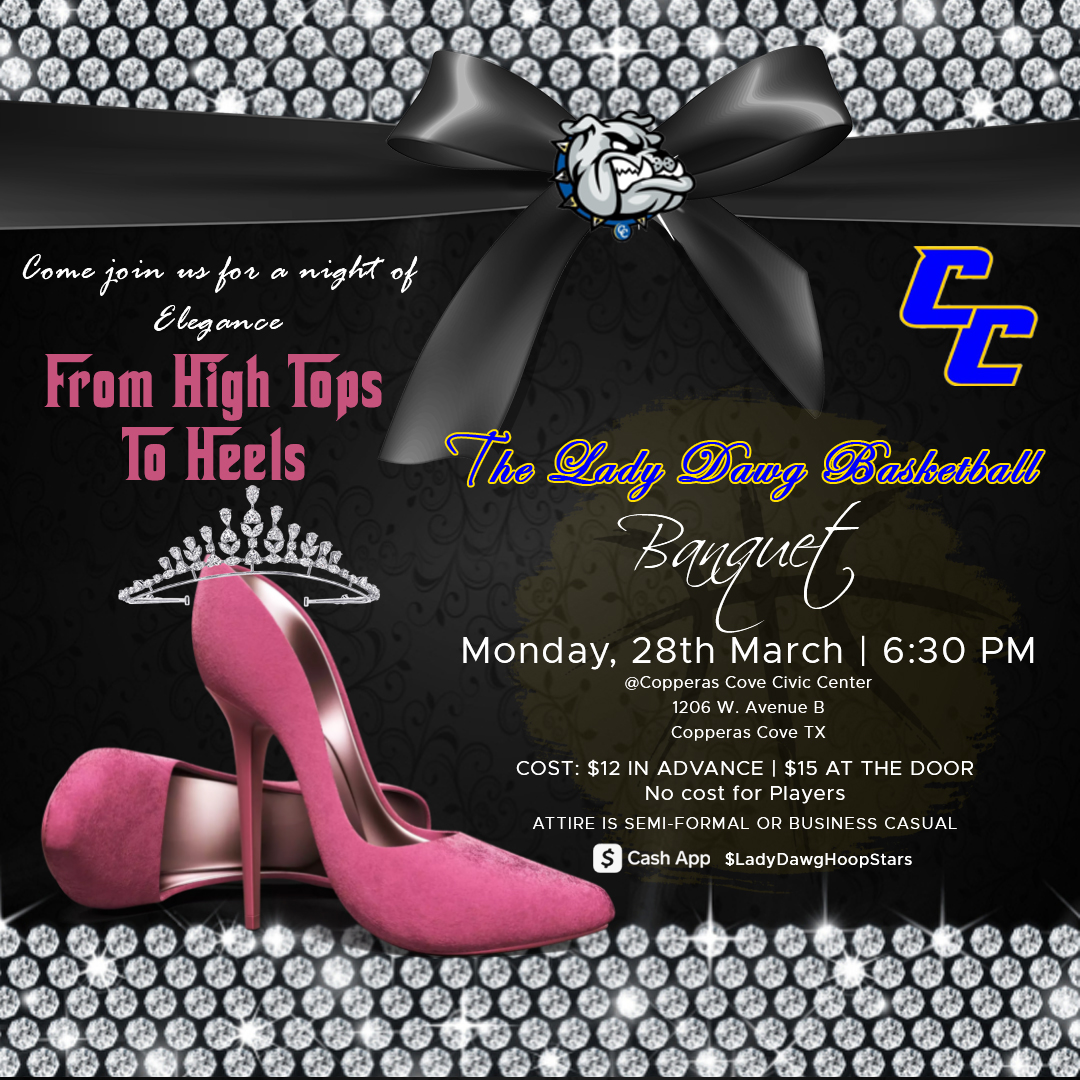 Come join us for a night of
Elegance
From High Tops
To Heels
CC
CC
The Lady Dawg Basketball
Banquet
Monday, 28th March | 6:30 PM
@Copperas Cove Civic Center
1206 W. Avenue B
Copperas Cove TX
COST: $12 IN ADVANCE | $15 AT THE DOOR
No cost for Players
ATTIRE IS SEMI-FORMAL OR BUSINESS CASUAL
$ Cash App $LadyDawgHoopStars